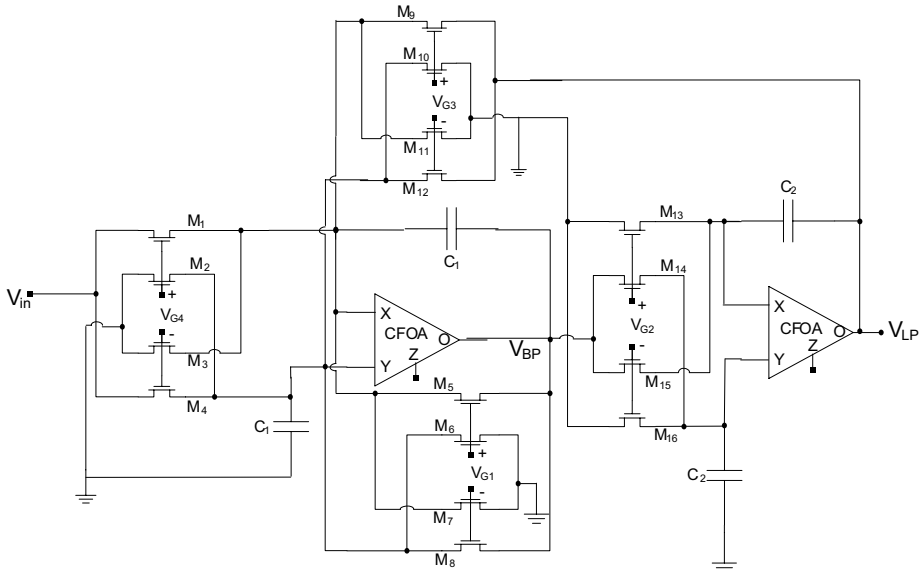 M9
M10
+
VG3
-
M11
M12
M1
M2
+
VG4
-
M3
M4
Vin
C1
C1
X
CFOA
O
Z
Y
VBP
M5
M6
+
VG1
-
M7
M8
M13
M14
+
VG2
-
M15
M16
C2
C2
X
CFOA
O
Z
Y
VLP